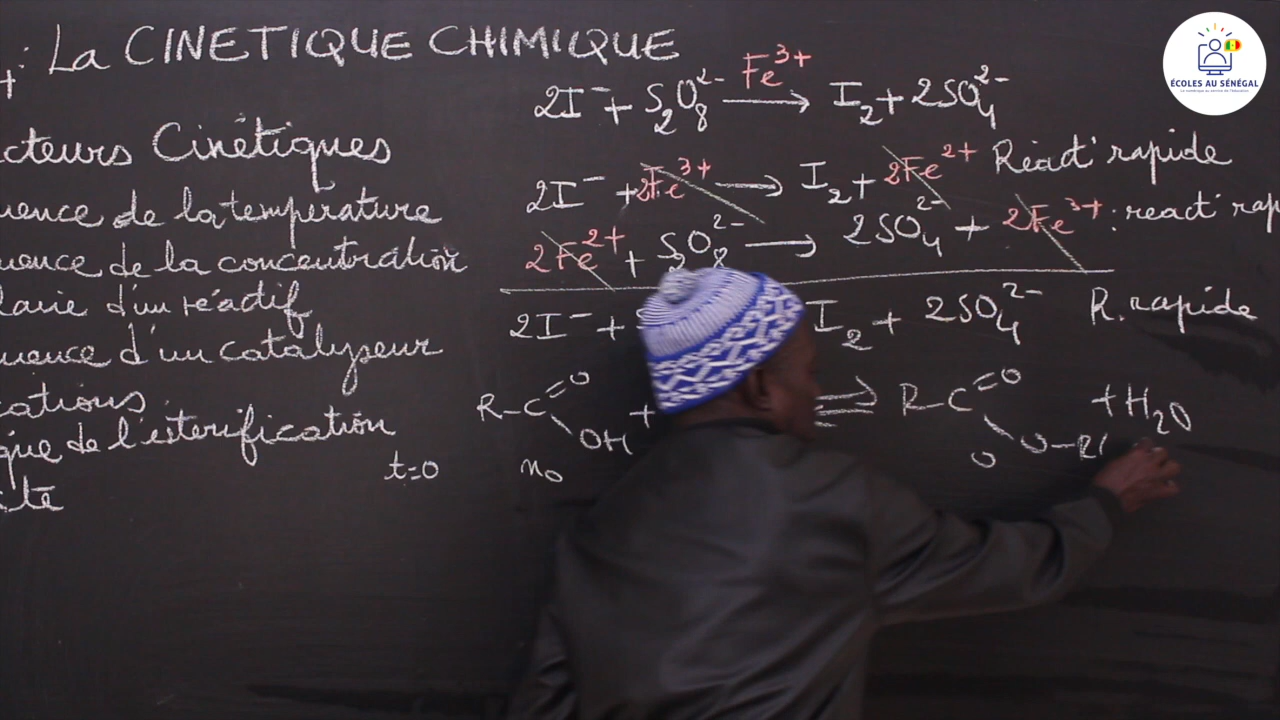 : La CINETIQUE CHIMIQUE
cteurs Cinétiques
uence de la température
uence de la concentration
laire d'un réactif
uence d'un catalyseur
cations
que de l'esterification
ité
2I⁻ + S₂O₈²⁻ Fe³⁺ → I₂ + 2SO₄²⁻
2I⁻ + 2Fe³⁺ → I₂ + 2Fe²⁺ Réact° rapide
2Fe²⁺ + S₂O₈²⁻ → 2SO₄²⁻ + 2Fe³⁺ : react° rap
2I⁻ + I₂ + 2SO₄²⁻ R. rapide
R-C =O OH + ⇌ R-C =O O-R' + H₂O
t=0 n₀ 0
ÉCOLES AU SÉNÉGAL